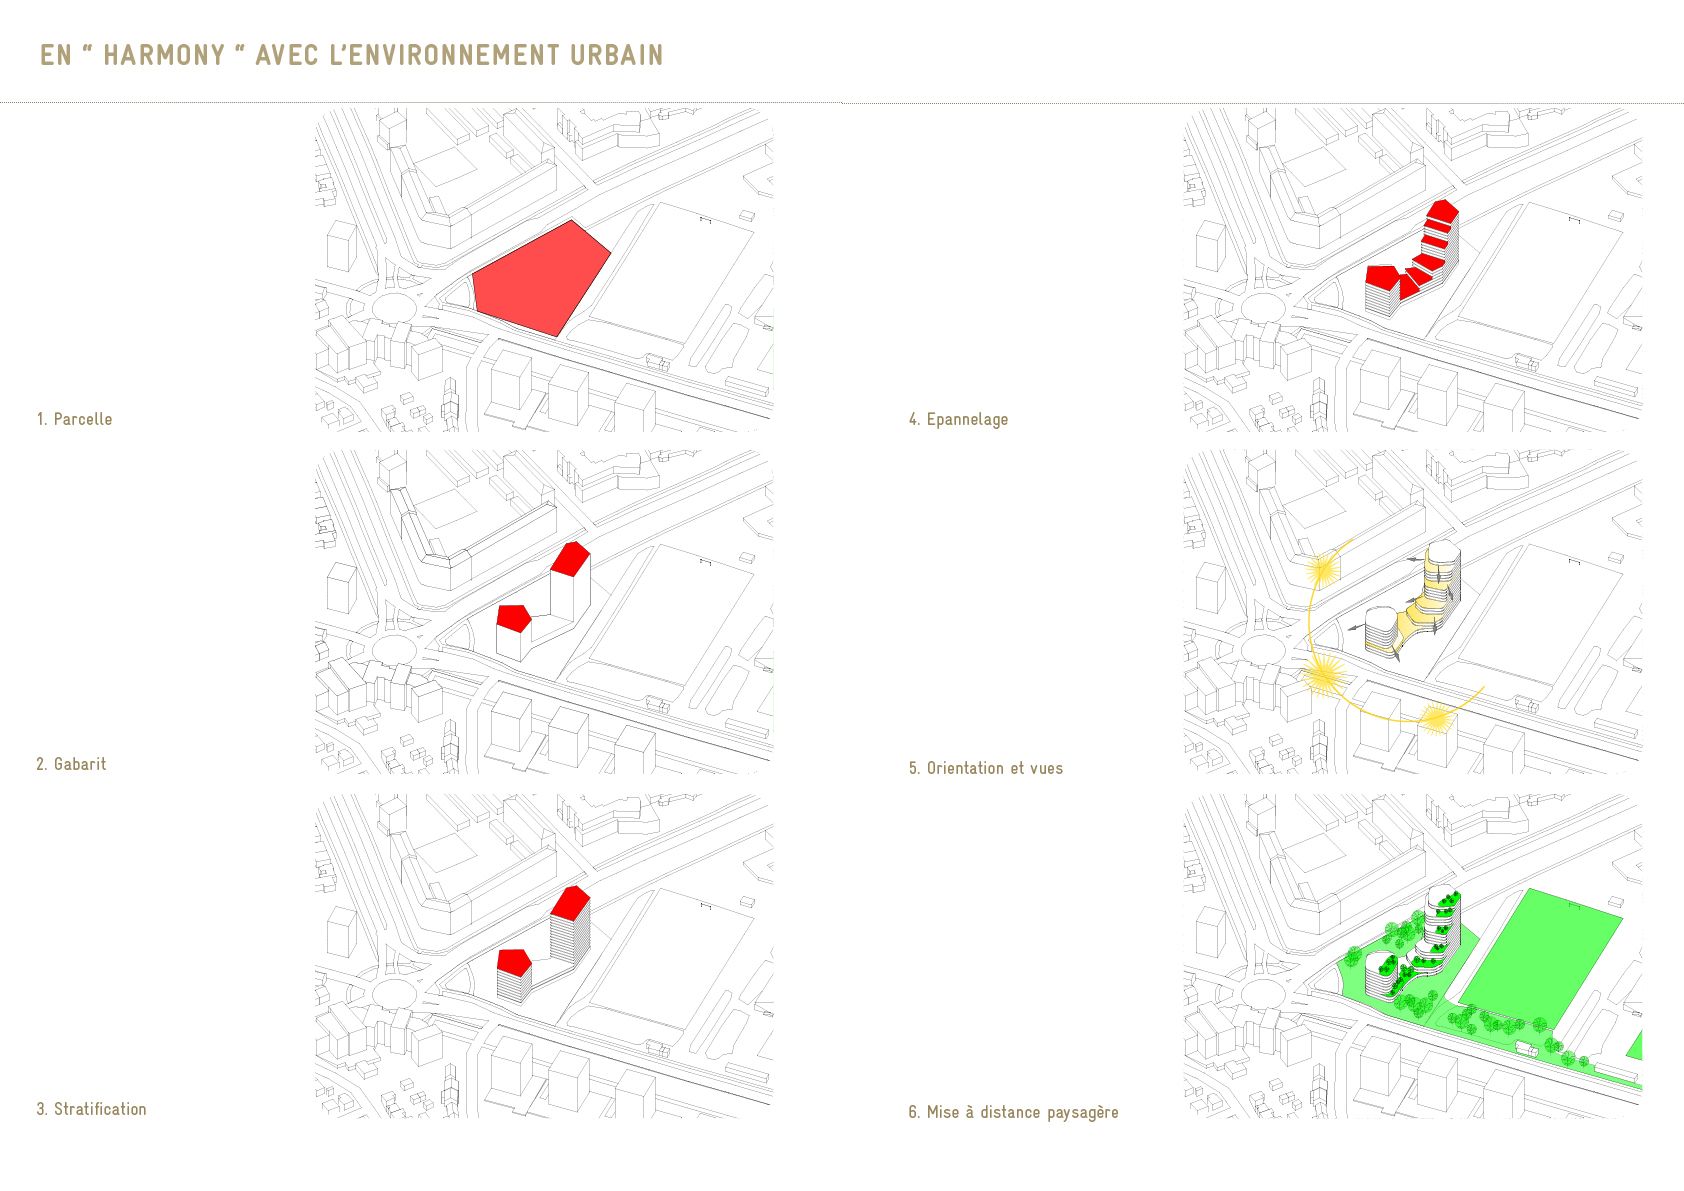 EN “ HARMONY “ AVEC L’ENVIRONNEMENT URBAIN
1. Parcelle
2. Gabarit
3. Stratification
4. Epannelage
5. Orientation et vues
6. Mise à distance paysagère